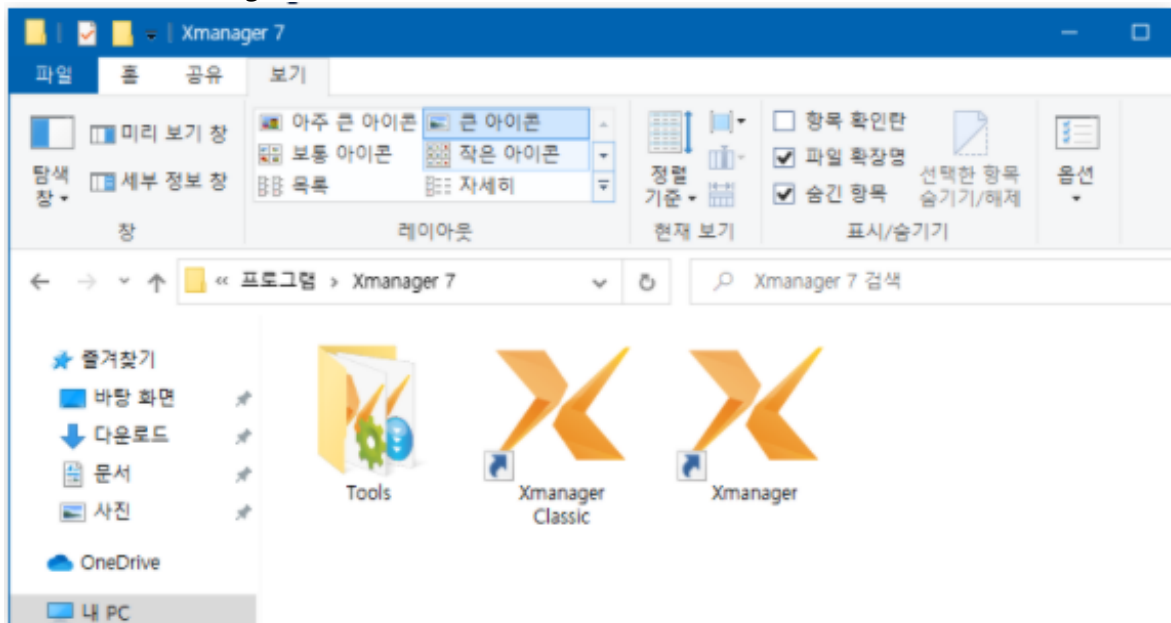 Xmanager 7
파일 홈 공유 보기
미리 보기 창
세부 정보 창
탐색
창
창
아주 큰 아이콘 큰 아이콘
보통 아이콘 작은 아이콘
목록 자세히
레이아웃
정렬
기준
현재 보기
항목 확인란
파일 확장명
숨긴 항목
선택한 항목
숨기기/해제
표시/숨기기
옵션
« 프로그램 > Xmanager 7
Xmanager 7 검색
즐겨찾기
바탕 화면
다운로드
문서
사진
OneDrive
내 PC
Tools
Xmanager
Classic
Xmanager